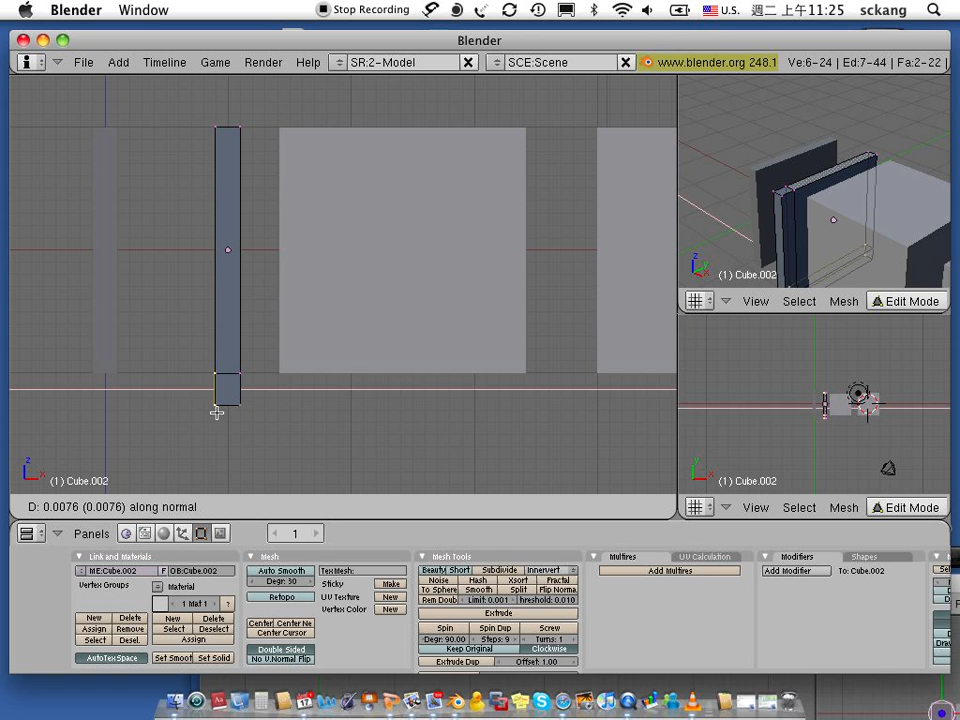 Blender Window Stop Recording U.S. 週二 上午11:25 sckang
Blender
File Add Timeline Game Render Help SR:2-Model SCE:Scene www.blender.org 248.1 Ve:6-24 | Ed:7-44 | Fa:2-22 |
(1) Cube.002
View Select Mesh Edit Mode
z x (1) Cube.002
y x (1) Cube.002
D: 0.0076 (0.0076) along normal
View Select Mesh Edit Mode
Panels 1
Link and Materials Mesh Mesh Tools Multires UV Calculation Modifiers Shapes
ME:Cube.002 F OB:Cube.002
Vertex Groups
Material
1 Mat 1 ?
New Delete New Delete
Assign Remove Select Deselect
Select Desel. Assign
AutoTexSpace Set Smoot Set Solid
Auto Smooth TexMesh:
Degr: 30 Sticky Make
Retopo UV Texture New
Vertex Color New
Centerl Center Ne
Center Cursor
Double Sided
No V.Normal Flip
Beauty Short Subdivide Innervert
Noise Hash Xsort Fractal
To Sphere Smooth Split Flip Norma
Rem Doub Limit: 0.001 hreshold: 0.010
Extrude
Spin Spin Dup Screw
Degr: 90.00 Steps: 9 Turns: 1
Keep Original Clockwise
Extrude Dup Offset: 1.00
Add Multires
Add Modifier To: Cube.002